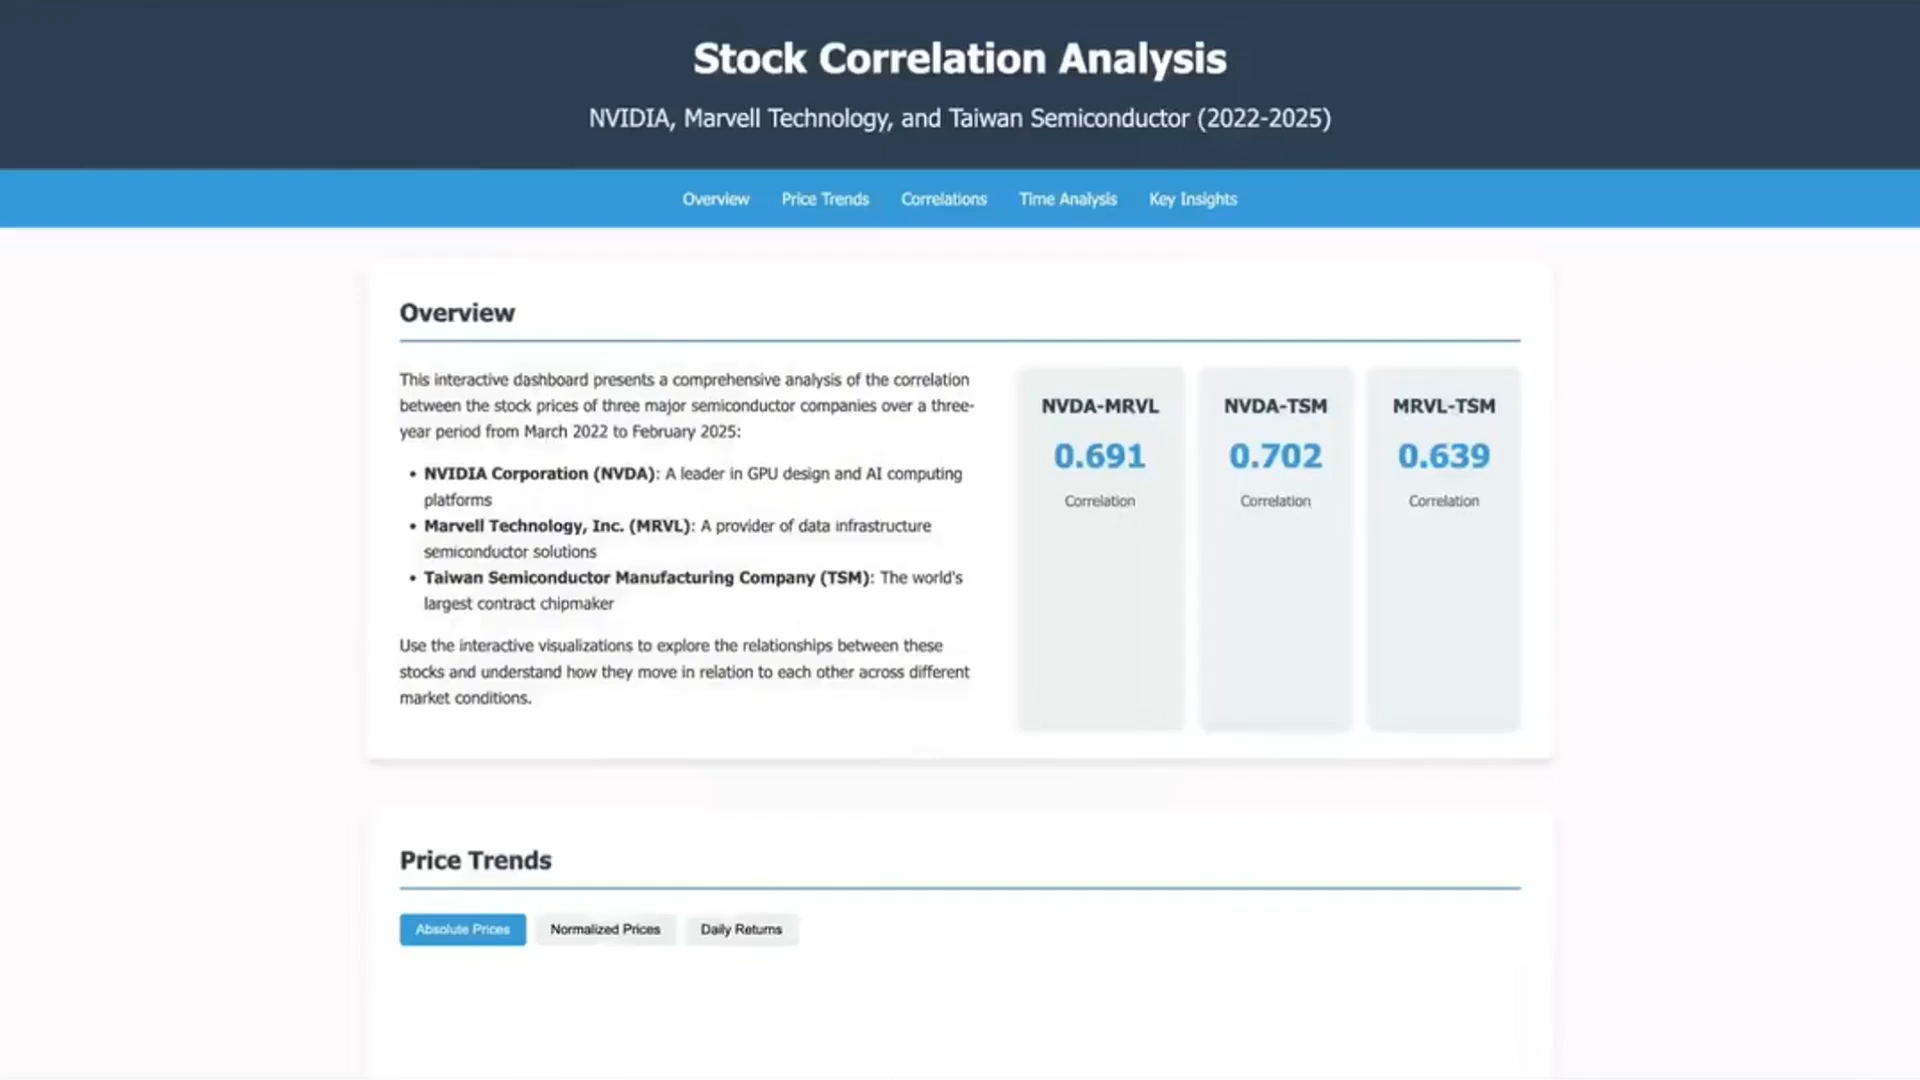 Stock Correlation Analysis
NVIDIA, Marvell Technology, and Taiwan Semiconductor (2022-2025)
Overview
Price Trends
Correlations
Time Analysis
Key Insights
Overview
This interactive dashboard presents a comprehensive analysis of the correlation
between the stock prices of three major semiconductor companies over a three-
year period from March 2022 to February 2025:
• NVIDIA Corporation (NVDA): A leader in GPU design and AI computing
platforms
• Marvell Technology, Inc. (MRVL): A provider of data infrastructure
semiconductor solutions
• Taiwan Semiconductor Manufacturing Company (TSM): The world's
largest contract chipmaker
Use the interactive visualizations to explore the relationships between these
stocks and understand how they move in relation to each other across different
market conditions.
NVDA-MRVL
0.691
Correlation
NVDA-TSM
0.702
Correlation
MRVL-TSM
0.639
Correlation
Price Trends
Absolute Prices
Normalized Prices
Daily Returns